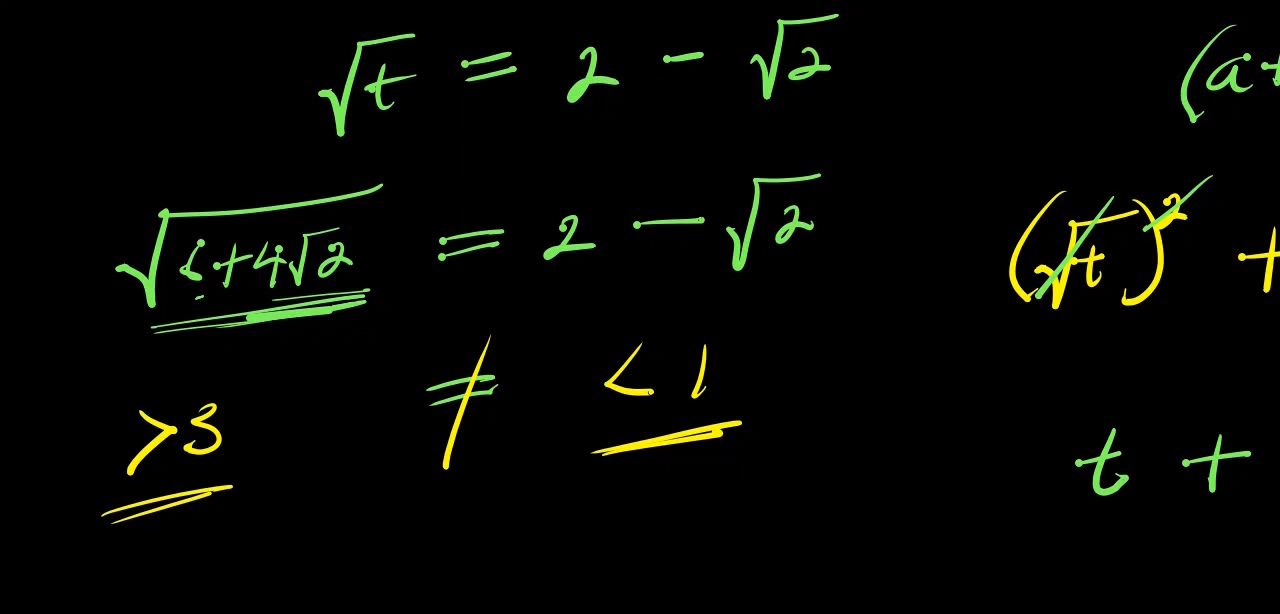 √t = 2 - √2
(a+
√(6+4√2) = 2 - √2
(√t)² +
>3 ≠ <1
t +